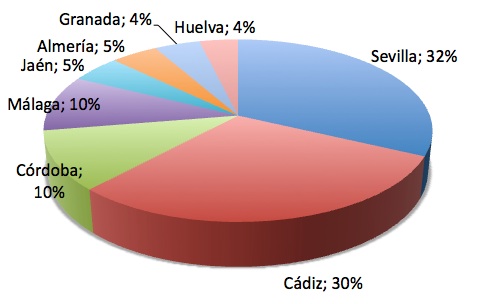 Granada; 4%
Huelva; 4%
Almería; 5%
Sevilla; 32%
Jaén; 5%
Málaga; 10%
Córdoba;
10%
Cádiz; 30%